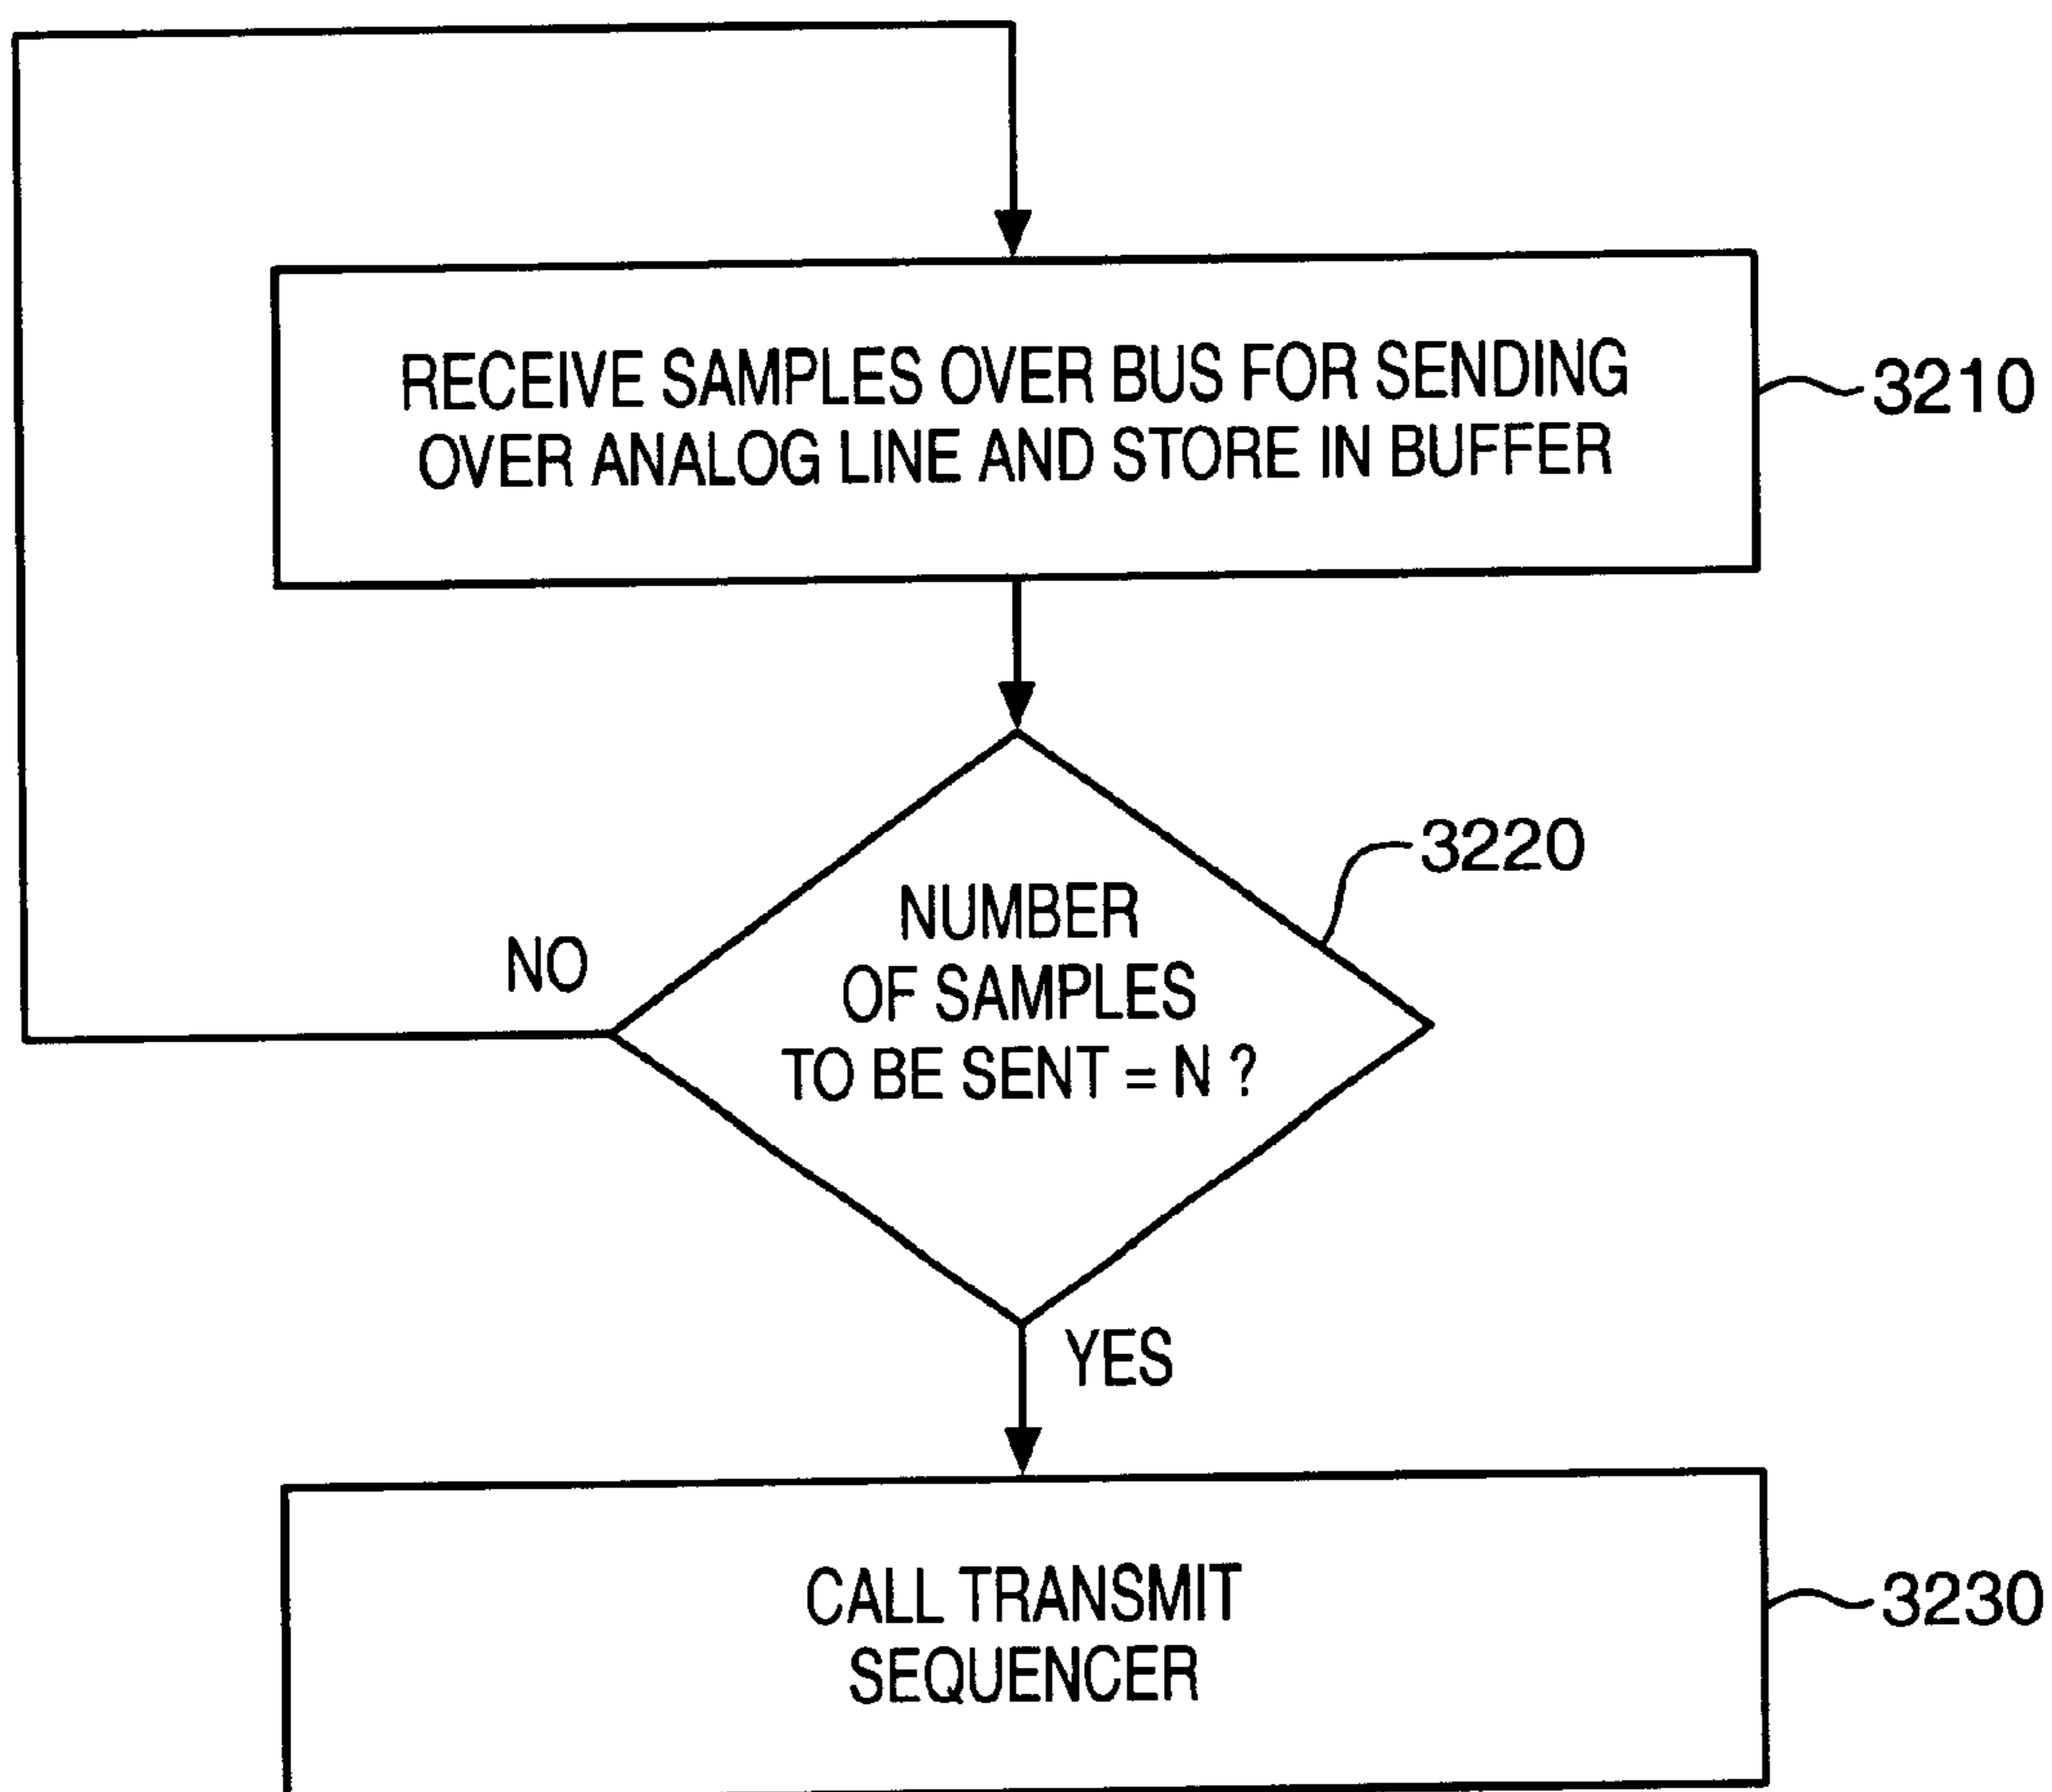 RECEIVE SAMPLES OVER BUS FOR SENDING
OVER ANALOG LINE AND STORE IN BUFFER
3210
3220
NUMBER
OF SAMPLES
TO BE SENT = N ?
NO
YES
CALL TRANSMIT
SEQUENCER
3230